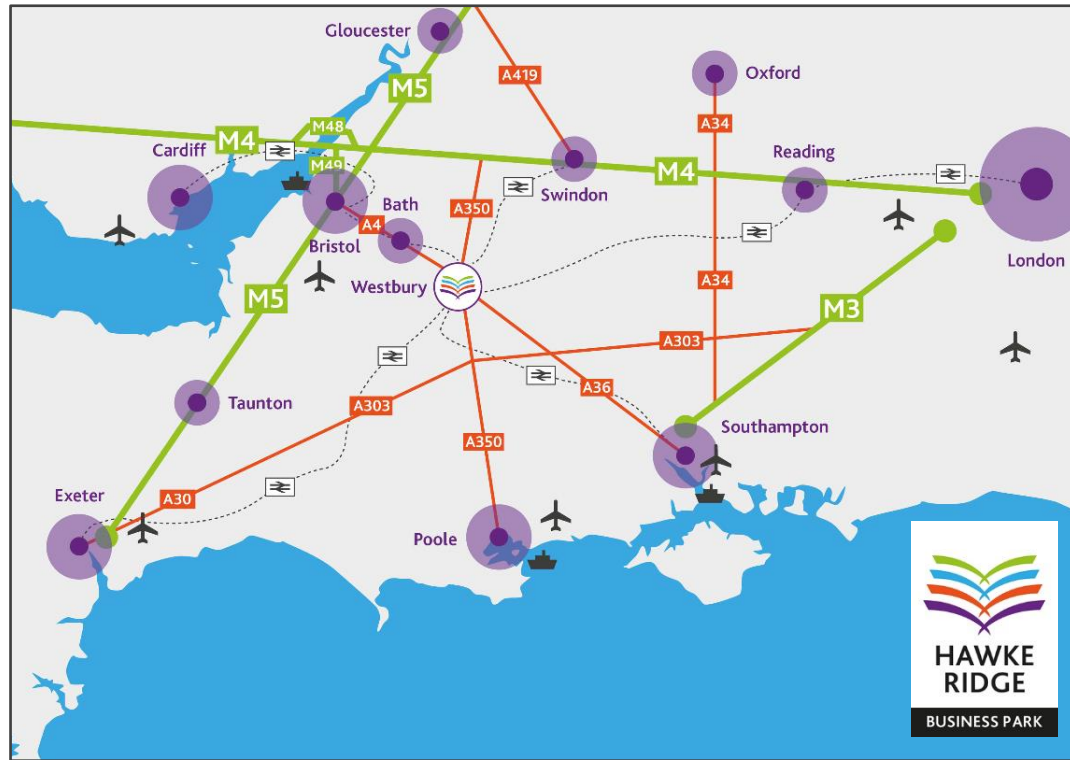 Gloucester
Oxford
A419
M5
M48
M4
A34
Cardiff
M49
Reading
M4
Swindon
A350
Bath
A4
Bristol
London
Westbury
A34
M5
M3
A303
A36
Taunton
A303
Southampton
A350
Exeter
A30
Poole
HAWKE
RIDGE
BUSINESS PARK